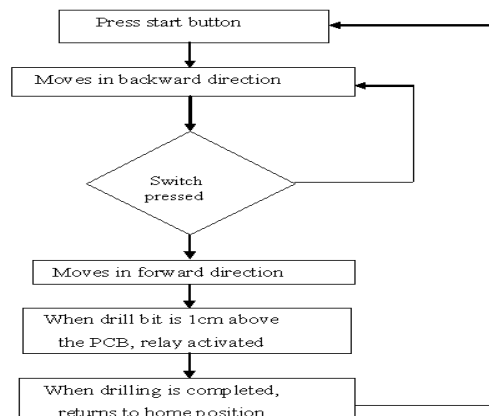 Press start button
Moves in backward direction
Switch
pressed
Moves in forward direction
When drill bit is 1cm above
the PCB, relay activated
When drilling is completed,
returns to home position